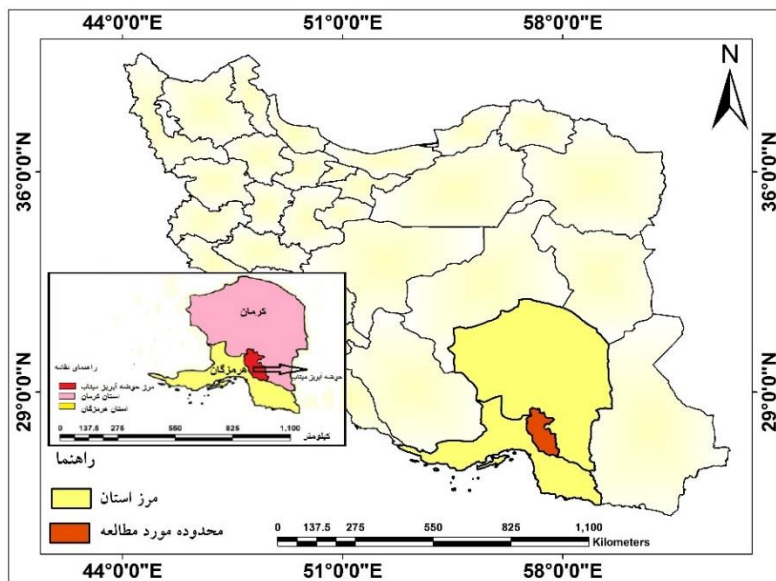 44°0'0"E 51°0'0"E 58°0'0"E
N
36°0'0"N 36°0'0"N
کرمان
هرمزگان
حوضه آبریز میناب
راهنمای نقشه
مرز حوضه آبریز میناب
استان کرمان
استان هرمزگان
0 137.5 275 550 825 1,100
کیلومتر
29°0'0"N 29°0'0"N
راهنما
مرز استان
محدوده مورد مطالعه
0 137.5 275 550 825 1,100
Kilometers
44°0'0"E 51°0'0"E 58°0'0"E